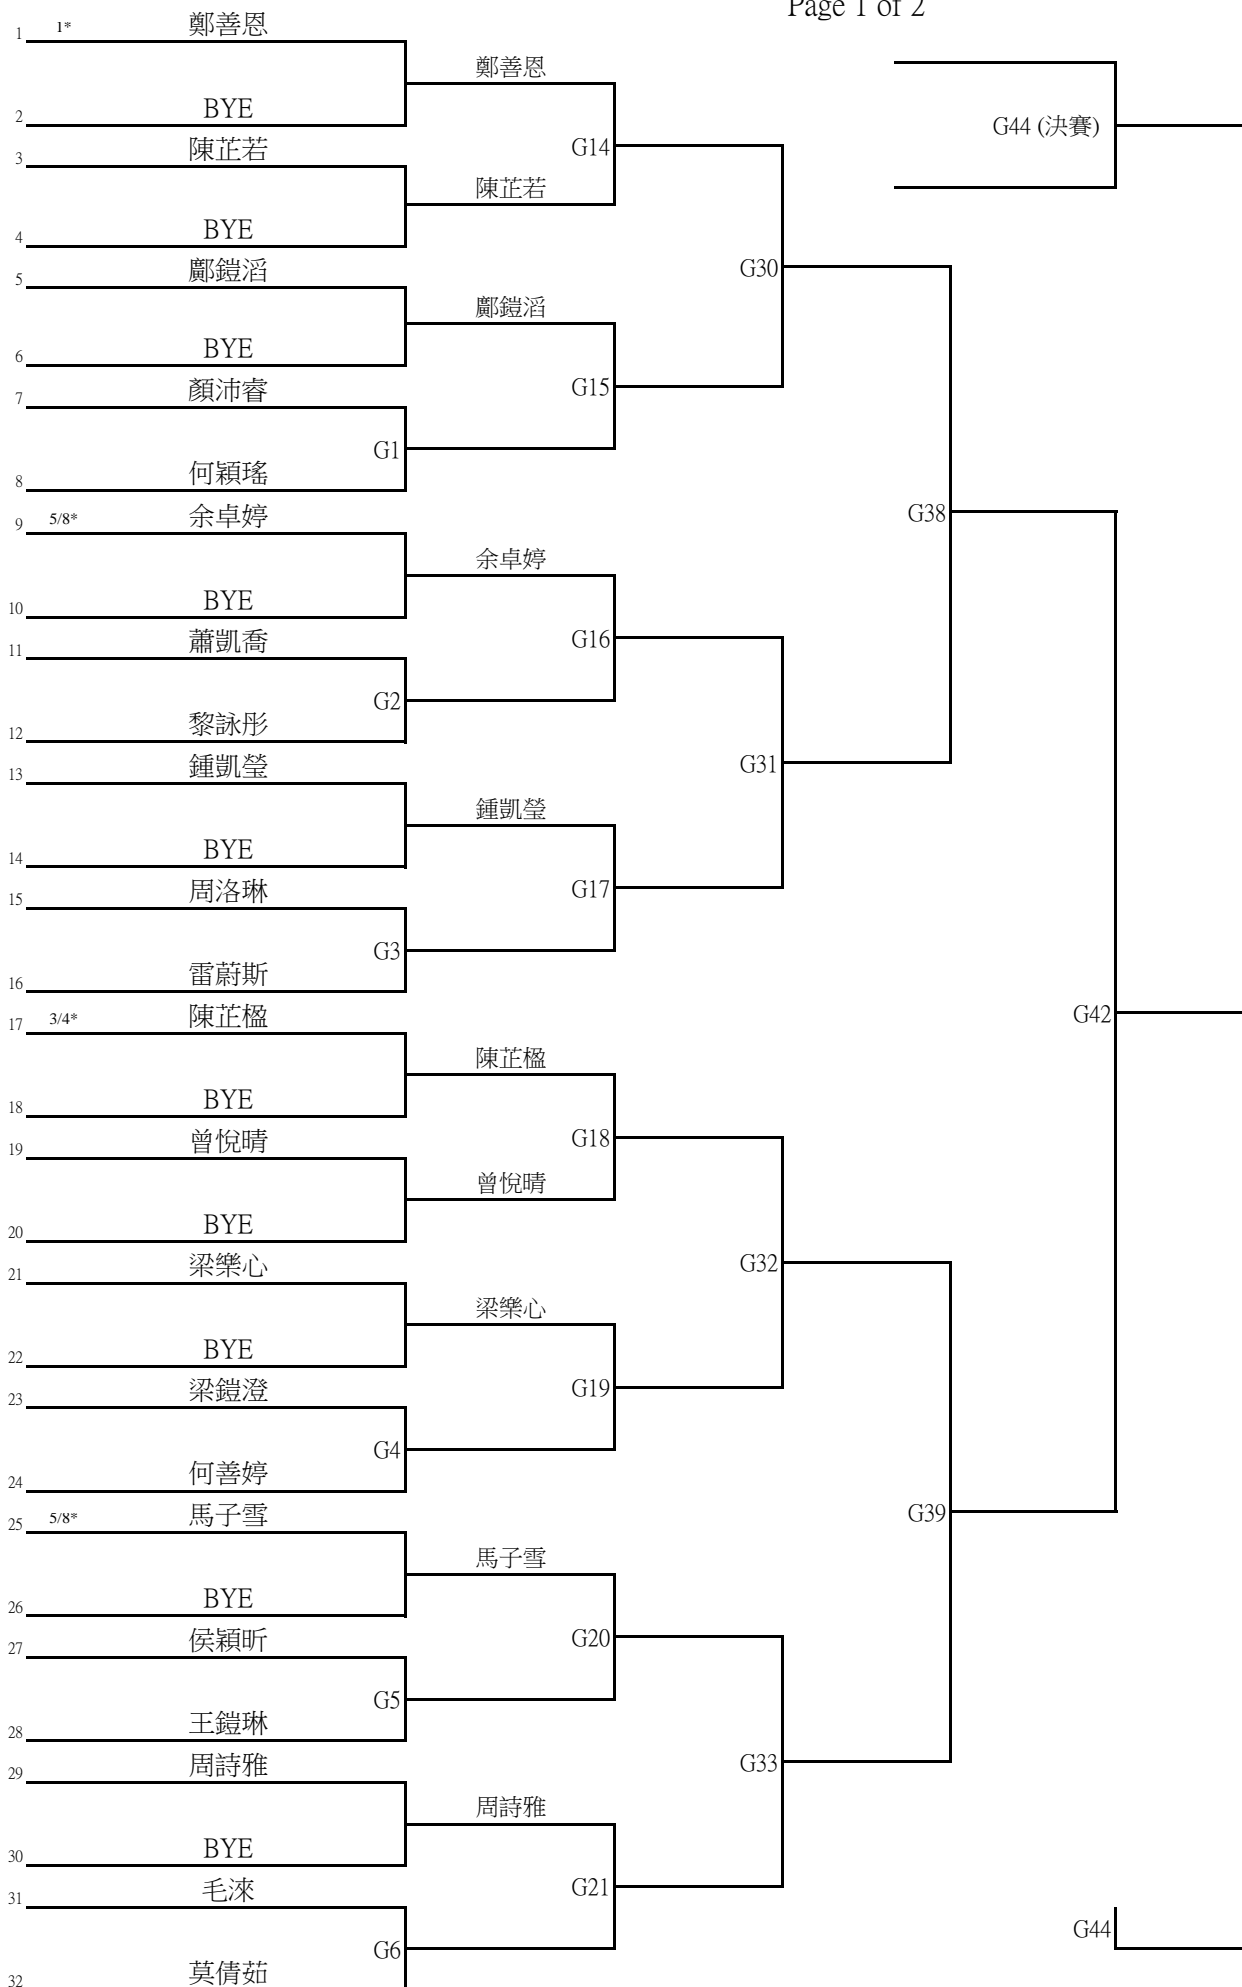 Page 1 of 2
1 1* 鄭善恩
鄭善恩
G44 (決賽)
2 BYE
3 陳芷若
G14
陳芷若
4 BYE
5 鄺鎧滔
G30
鄺鎧滔
6 BYE
7 顏沛睿
G15
G1
8 何穎瑤
9 5/8* 余卓婷
G38
余卓婷
10 BYE
11 蕭凱喬
G16
G2
12 黎詠彤
13 鍾凱瑩
G31
鍾凱瑩
14 BYE
15 周洛琳
G17
G3
16 雷蔚斯
17 3/4* 陳芷楹
G42
陳芷楹
18 BYE
19 曾悅晴
G18
曾悅晴
20 BYE
21 梁樂心
G32
梁樂心
22 BYE
23 梁鎧澄
G19
G4
24 何善婷
25 5/8* 馬子雪
G39
馬子雪
26 BYE
27 侯穎昕
G20
G5
28 王鎧琳
29 周詩雅
G33
周詩雅
30 BYE
31 毛淶
G21
G44
G6
32 莫倩茹